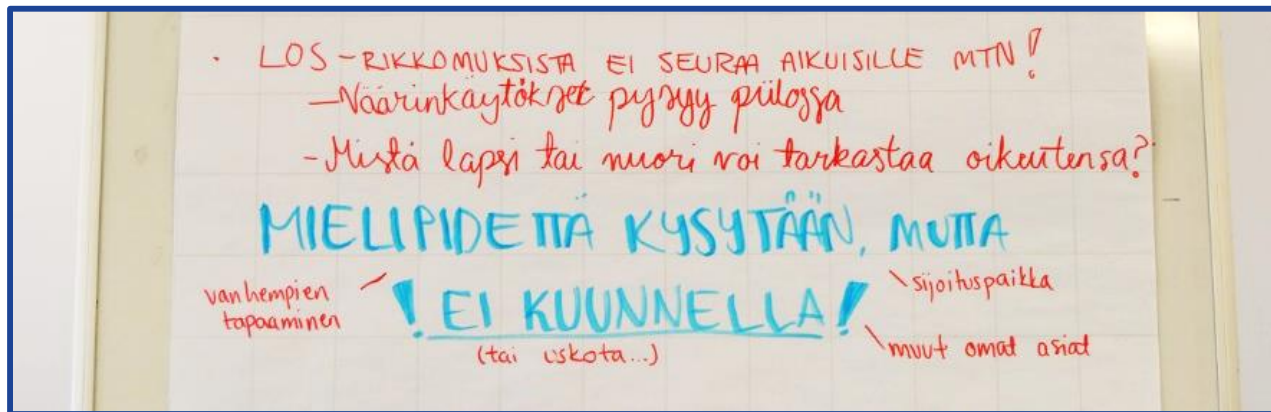 · LOS-RIKKOMUKSISTA EI SEURAA AIKUISILLE MTN!
—Väärinkäytökset pysyy piilossa
-Mistä lapsi tai nuori voi tarkastaa oikeutensa?
MIELIPIDETTÄ KYSYTÄÄN, MUTTA
vanhempien
tapaaminen
! EI KUUNNELLA!
sijoituspaikka
(tai uskota...)
muut omat asiat